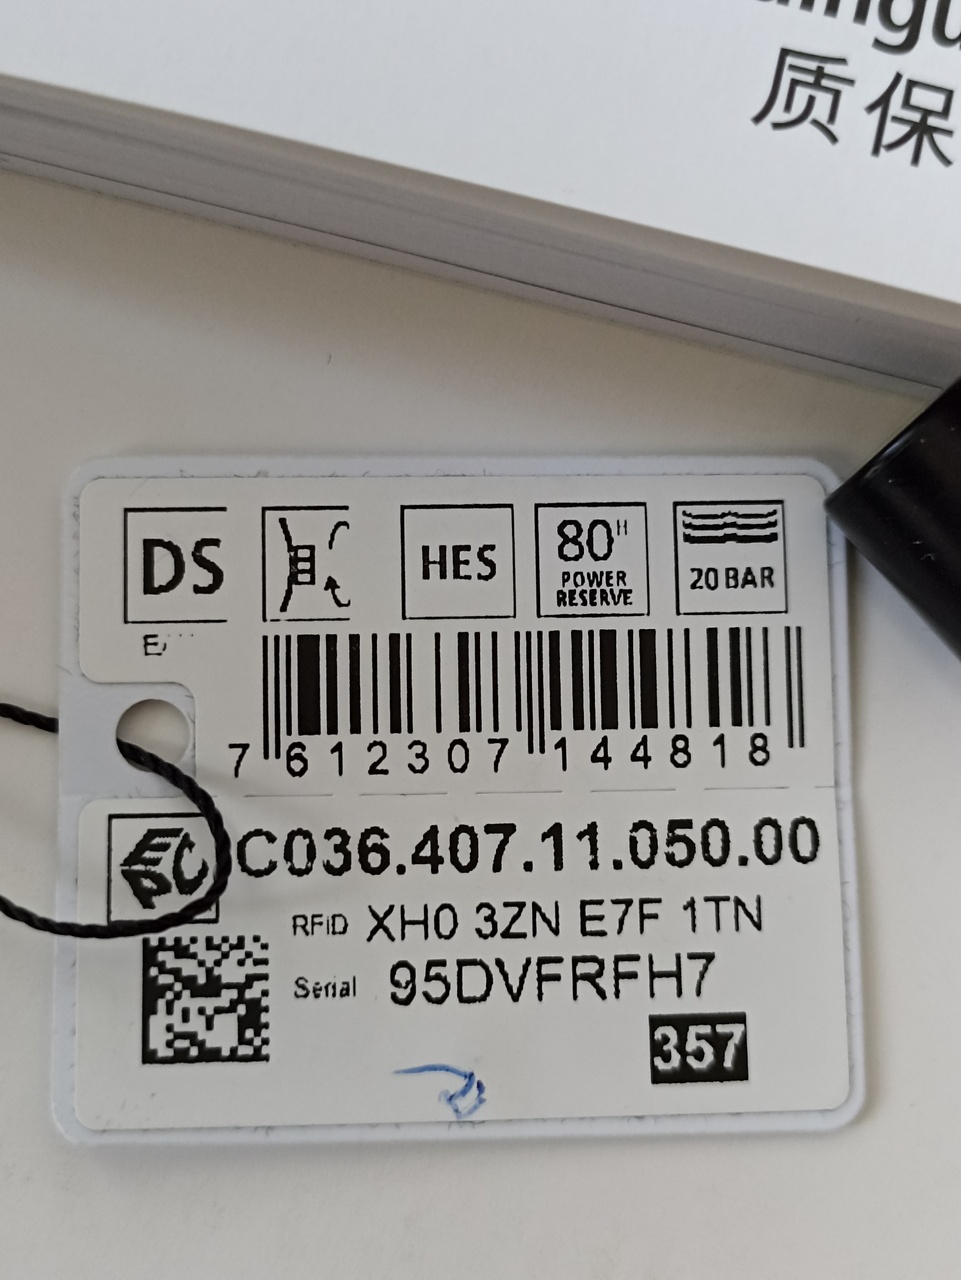 质保
DS
HES
80H
POWER
RESERVE
20 BAR
7 612307 144818
C036.407.11.050.00
EPC
RFiD XH0 3ZN E7F 1TN
Serial 95DVFRFH7
357